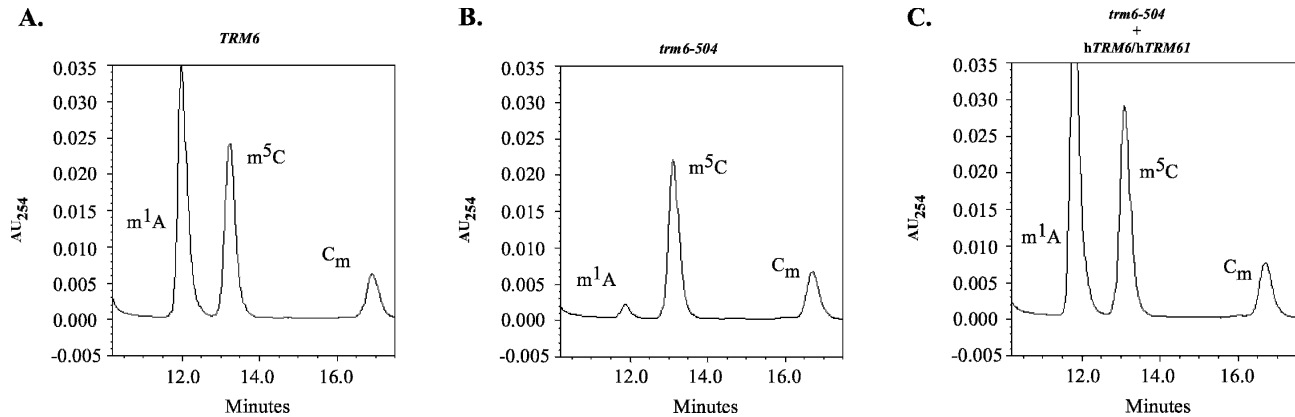 A.
TRM6
0.035
0.030
0.025
0.020
0.015
0.010
0.005
0.000
-0.005
AU254
m1A
m5C
Cm
12.0 14.0 16.0
Minutes
B.
trm6-504
0.035
0.030
0.025
0.020
0.015
0.010
0.005
0.000
-0.005
AU254
m1A
m5C
Cm
12.0 14.0 16.0
Minutes
C.
trm6-504
+
hTRM6/hTRM61
0.035
0.030
0.025
0.020
0.015
0.010
0.005
0.000
-0.005
AU254
m1A
m5C
Cm
12.0 14.0 16.0
Minutes